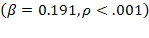 (β = 0.191, ρ < .001)